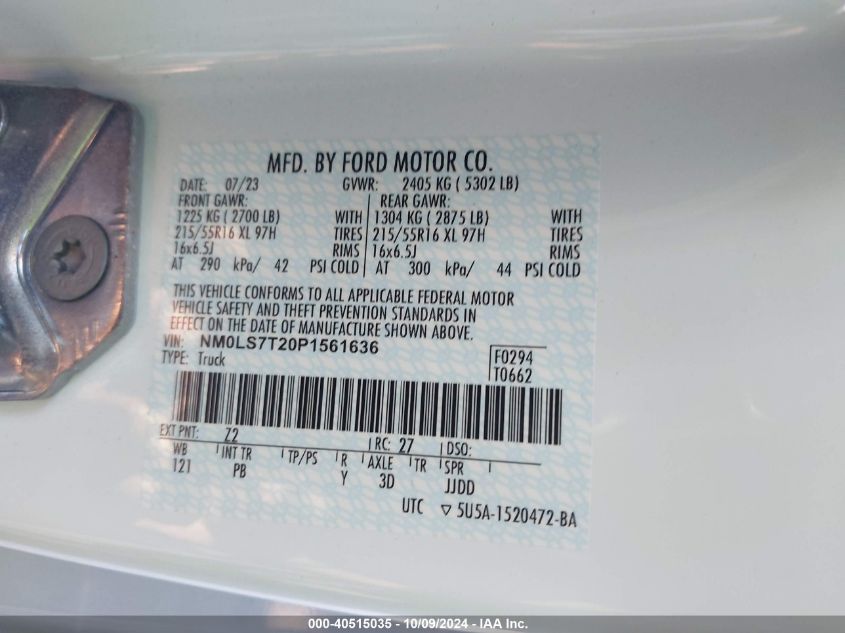 MFD. BY FORD MOTOR CO.
DATE: 07/23 GVWR: 2405 KG ( 5302 LB)
FRONT GAWR: REAR GAWR:
1225 KG ( 2700 LB) WITH 1304 KG ( 2875 LB) WITH
215/55R16 XL 97H TIRES 215/55R16 XL 97H TIRES
16x6.5J RIMS 16x6.5J RIMS
AT 290 kPa/ 42 PSI COLD AT 300 kPa/ 44 PSI COLD
THIS VEHICLE CONFORMS TO ALL APPLICABLE FEDERAL MOTOR
VEHICLE SAFETY AND THEFT PREVENTION STANDARDS IN
EFFECT ON THE DATE OF MANUFACTURE SHOWN ABOVE.
VIN: NM0LS7T20P1561636
TYPE: Truck F0294
T0662
EXT PNT: Z2 RC: 27 DSO:
WB INT TR TP/PS R AXLE TR SPR
121 PB Y 3D JJDD
UTC ▽ 5U5A-1520472-BA
000-40515035 - 10/09/2024 - IAA Inc.